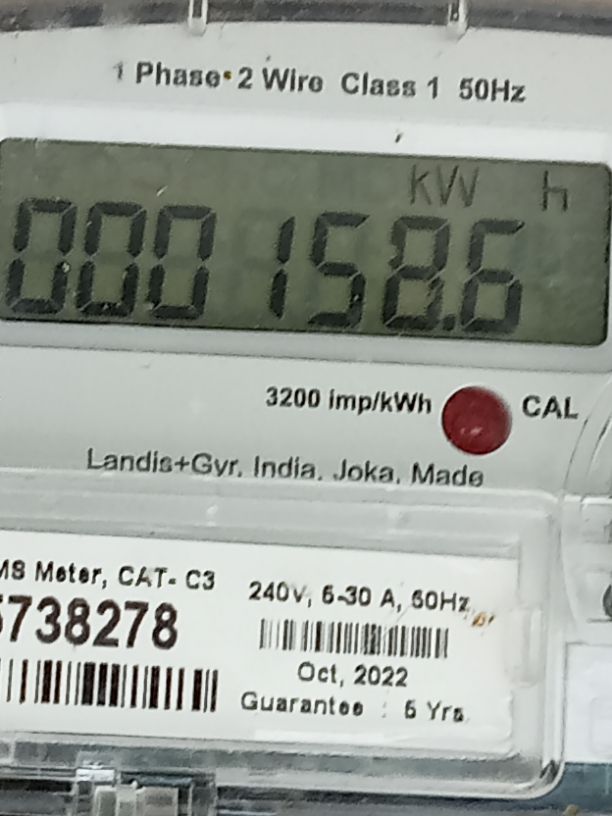 1 Phase 2 Wire Class 1 50Hz
kW h
000158.6
3200 imp/kWh CAL
Landis+Gyr, India, Joka, Made
MS Meter, CAT- C3
738278
240V, 5-30 A, 50Hz
Oct, 2022
Guarantee : 5 Yrs